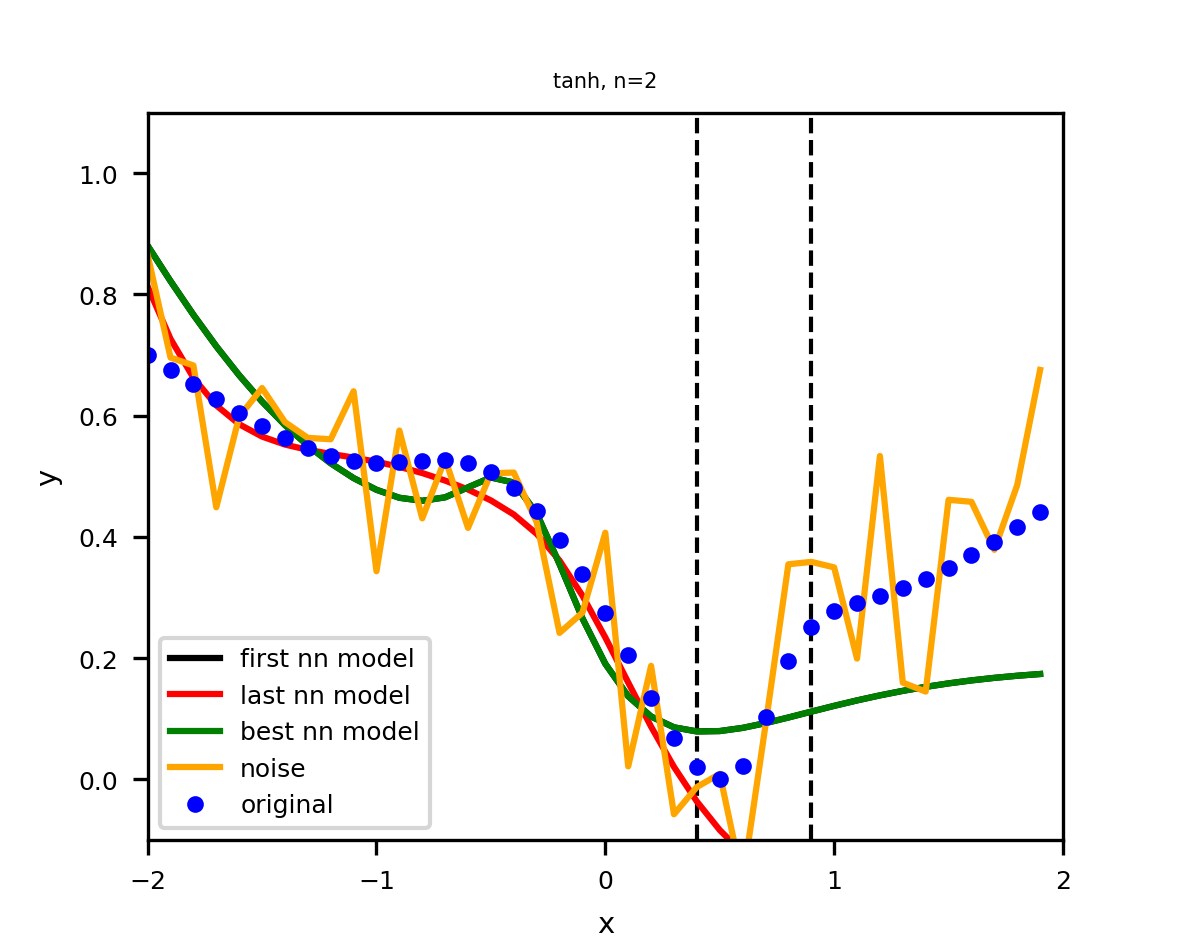 tanh, n=2
1.0
0.8
0.6
0.4
0.2
0.0
y
first nn model
last nn model
best nn model
noise
original
−2
−1
0
1
2
x